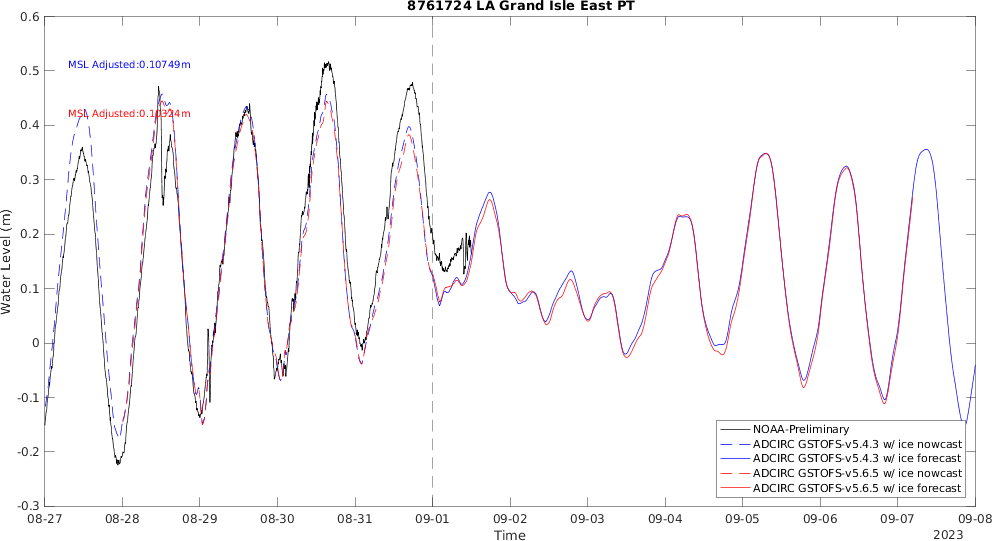 8761724 LA Grand Isle East PT
0.6
0.5
0.4
0.3
0.2
0.1
0
-0.1
-0.2
-0.3
Water Level (m)
MSL Adjusted:0.10749m
MSL Adjusted:0.10324m
NOAA-Preliminary
ADCIRC GSTOFS-v5.4.3 w/ ice nowcast
ADCIRC GSTOFS-v5.4.3 w/ ice forecast
ADCIRC GSTOFS-v5.6.5 w/ ice nowcast
ADCIRC GSTOFS-v5.6.5 w/ ice forecast
08-27 08-28 08-29 08-30 08-31 09-01 09-02 09-03 09-04 09-05 09-06 09-07 09-08
Time
2023